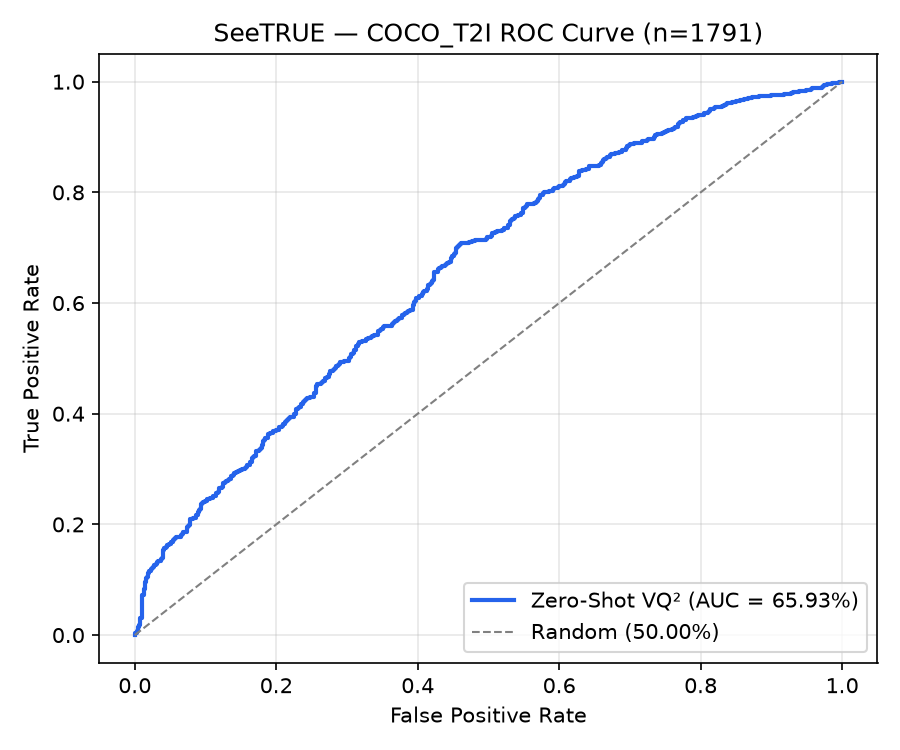 SeeTRUE — COCO_T2I ROC Curve (n=1791)
True Positive Rate
1.0
0.8
0.6
0.4
0.2
0.0
0.0 0.2 0.4 0.6 0.8 1.0
False Positive Rate
Zero-Shot VQ² (AUC = 65.93%)
Random (50.00%)